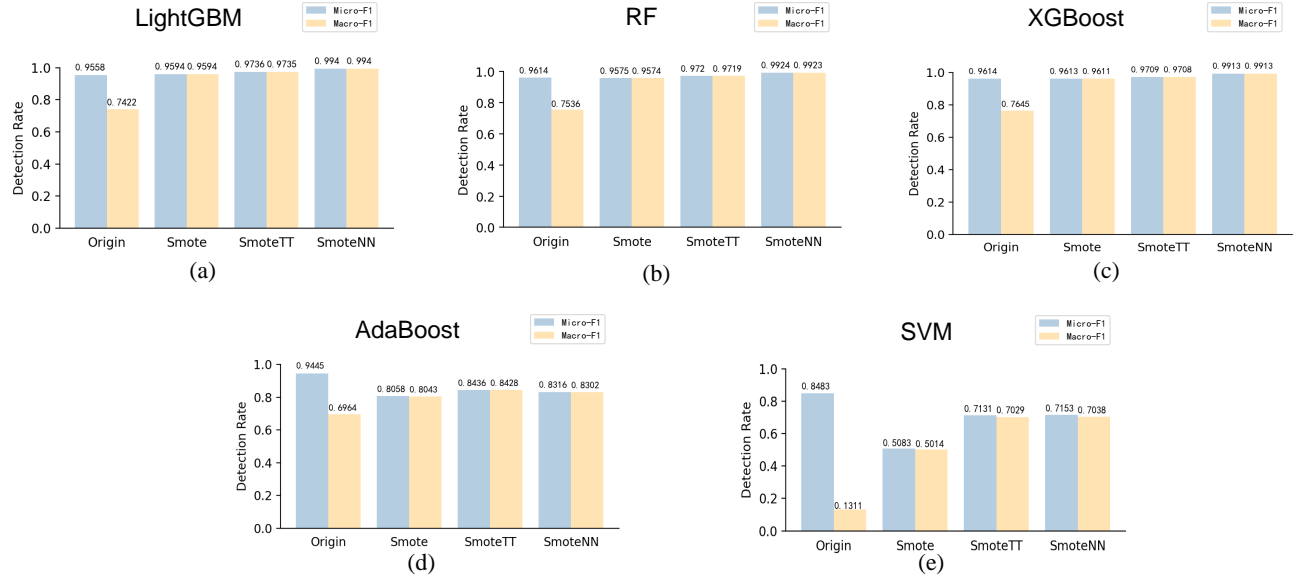 LightGBM
Micro-F1
Macro-F1
Detection Rate
1.0
0.8
0.6
0.4
0.2
0.0
0.9558
0.7422
0.9594 0.9594
0.9736 0.9735
0.994 0.994
Origin Smote SmoteTT SmoteNN
(a)
RF
Micro-F1
Macro-F1
Detection Rate
1.0
0.8
0.6
0.4
0.2
0.0
0.9614
0.7536
0.9575 0.9574
0.972 0.9719
0.9924 0.9923
Origin Smote SmoteTT SmoteNN
(b)
XGBoost
Micro-F1
Macro-F1
Detection Rate
1.0
0.8
0.6
0.4
0.2
0.0
0.9614
0.7645
0.9613 0.9611
0.9709 0.9708
0.9913 0.9913
Origin Smote SmoteTT SmoteNN
(c)
AdaBoost
Micro-F1
Macro-F1
Detection Rate
1.0
0.8
0.6
0.4
0.2
0.0
0.9445
0.6964
0.8058 0.8043
0.8436 0.8428
0.8316 0.8302
Origin Smote SmoteTT SmoteNN
(d)
SVM
Micro-F1
Macro-F1
Detection Rate
1.0
0.8
0.6
0.4
0.2
0.0
0.8483
0.1311
0.5083 0.5014
0.7131 0.7029
0.7153 0.7038
Origin Smote SmoteTT SmoteNN
(e)